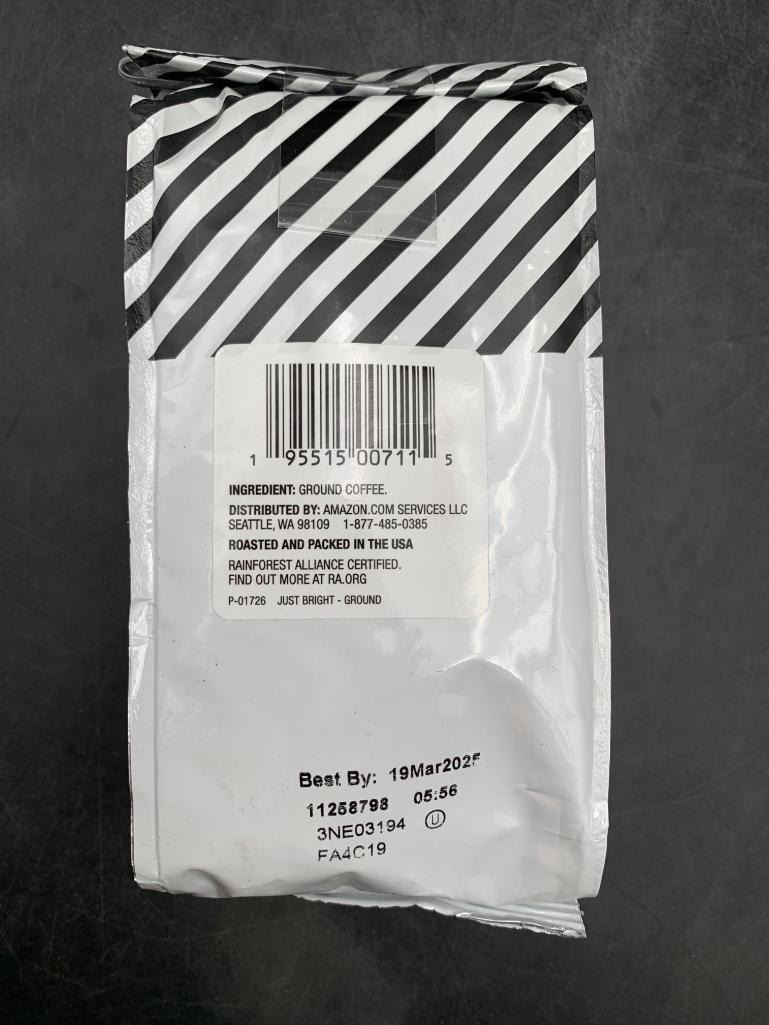 1 95515 00711 5
INGREDIENT: GROUND COFFEE.
DISTRIBUTED BY: AMAZON.COM SERVICES LLC
SEATTLE, WA 98109 1-877-485-0385
ROASTED AND PACKED IN THE USA
RAINFOREST ALLIANCE CERTIFIED.
FIND OUT MORE AT RA.ORG
P-01726 JUST BRIGHT - GROUND
Best By: 19Mar2025
11258798 05:56
3NE03194 U
FA4C19